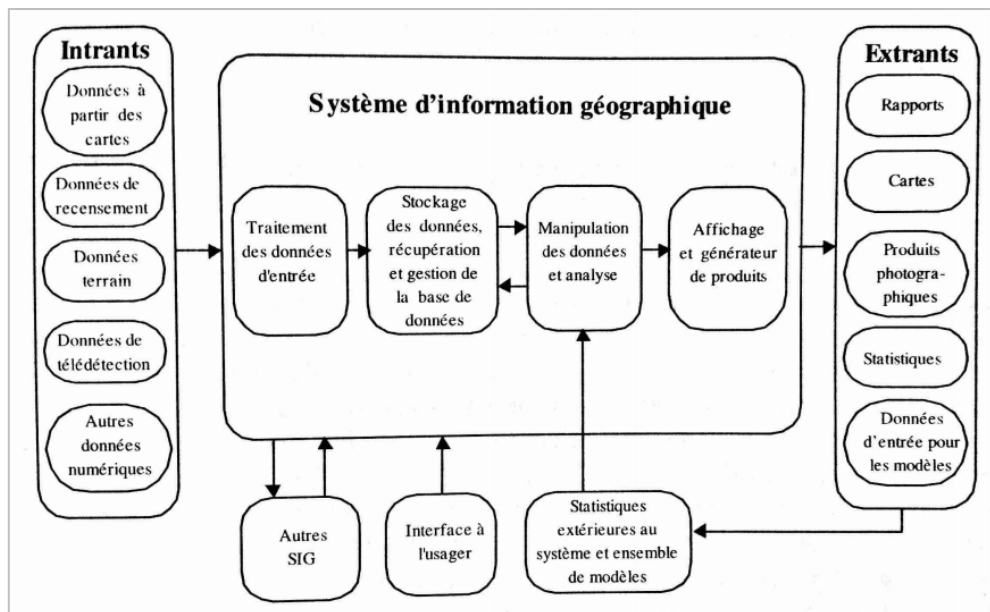 Intrants
Données à
partir des
cartes
Données de
recensement
Données
terrain
Données de
télédétection
Autres
données
numériques
Système d'information géographique
Traitement
des données
d'entrée
Stockage
des données,
récupération
et gestion de
la base de
données
Manipulation
des données
et analyse
Affichage
et générateur
de produits
Autres
SIG
Interface à
l'usager
Statistiques
extérieures au
système et ensemble
de modèles
Extrants
Rapports
Cartes
Produits
photogra-
phiques
Statistiques
Données
d'entrée pour
les modèles